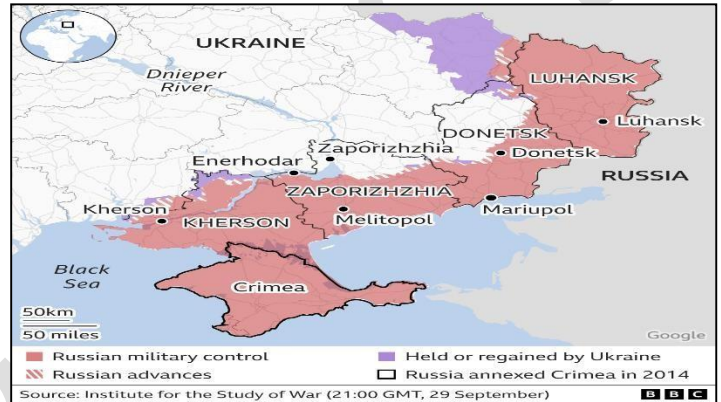 UKRAINE
Dnieper
River
LUHANSK
Luhansk
DONETSK
Zaporizhzhia
Donetsk
Enerhodar
RUSSIA
ZAPORIZHZHIA
Kherson
KHERSON
Melitopol
Mariupol
Black
Sea
Crimea
50km
50 miles
Google
Russian military control
Held or regained by Ukraine
Russian advances
Russia annexed Crimea in 2014
Source: Institute for the Study of War (21:00 GMT, 29 September)
BBC